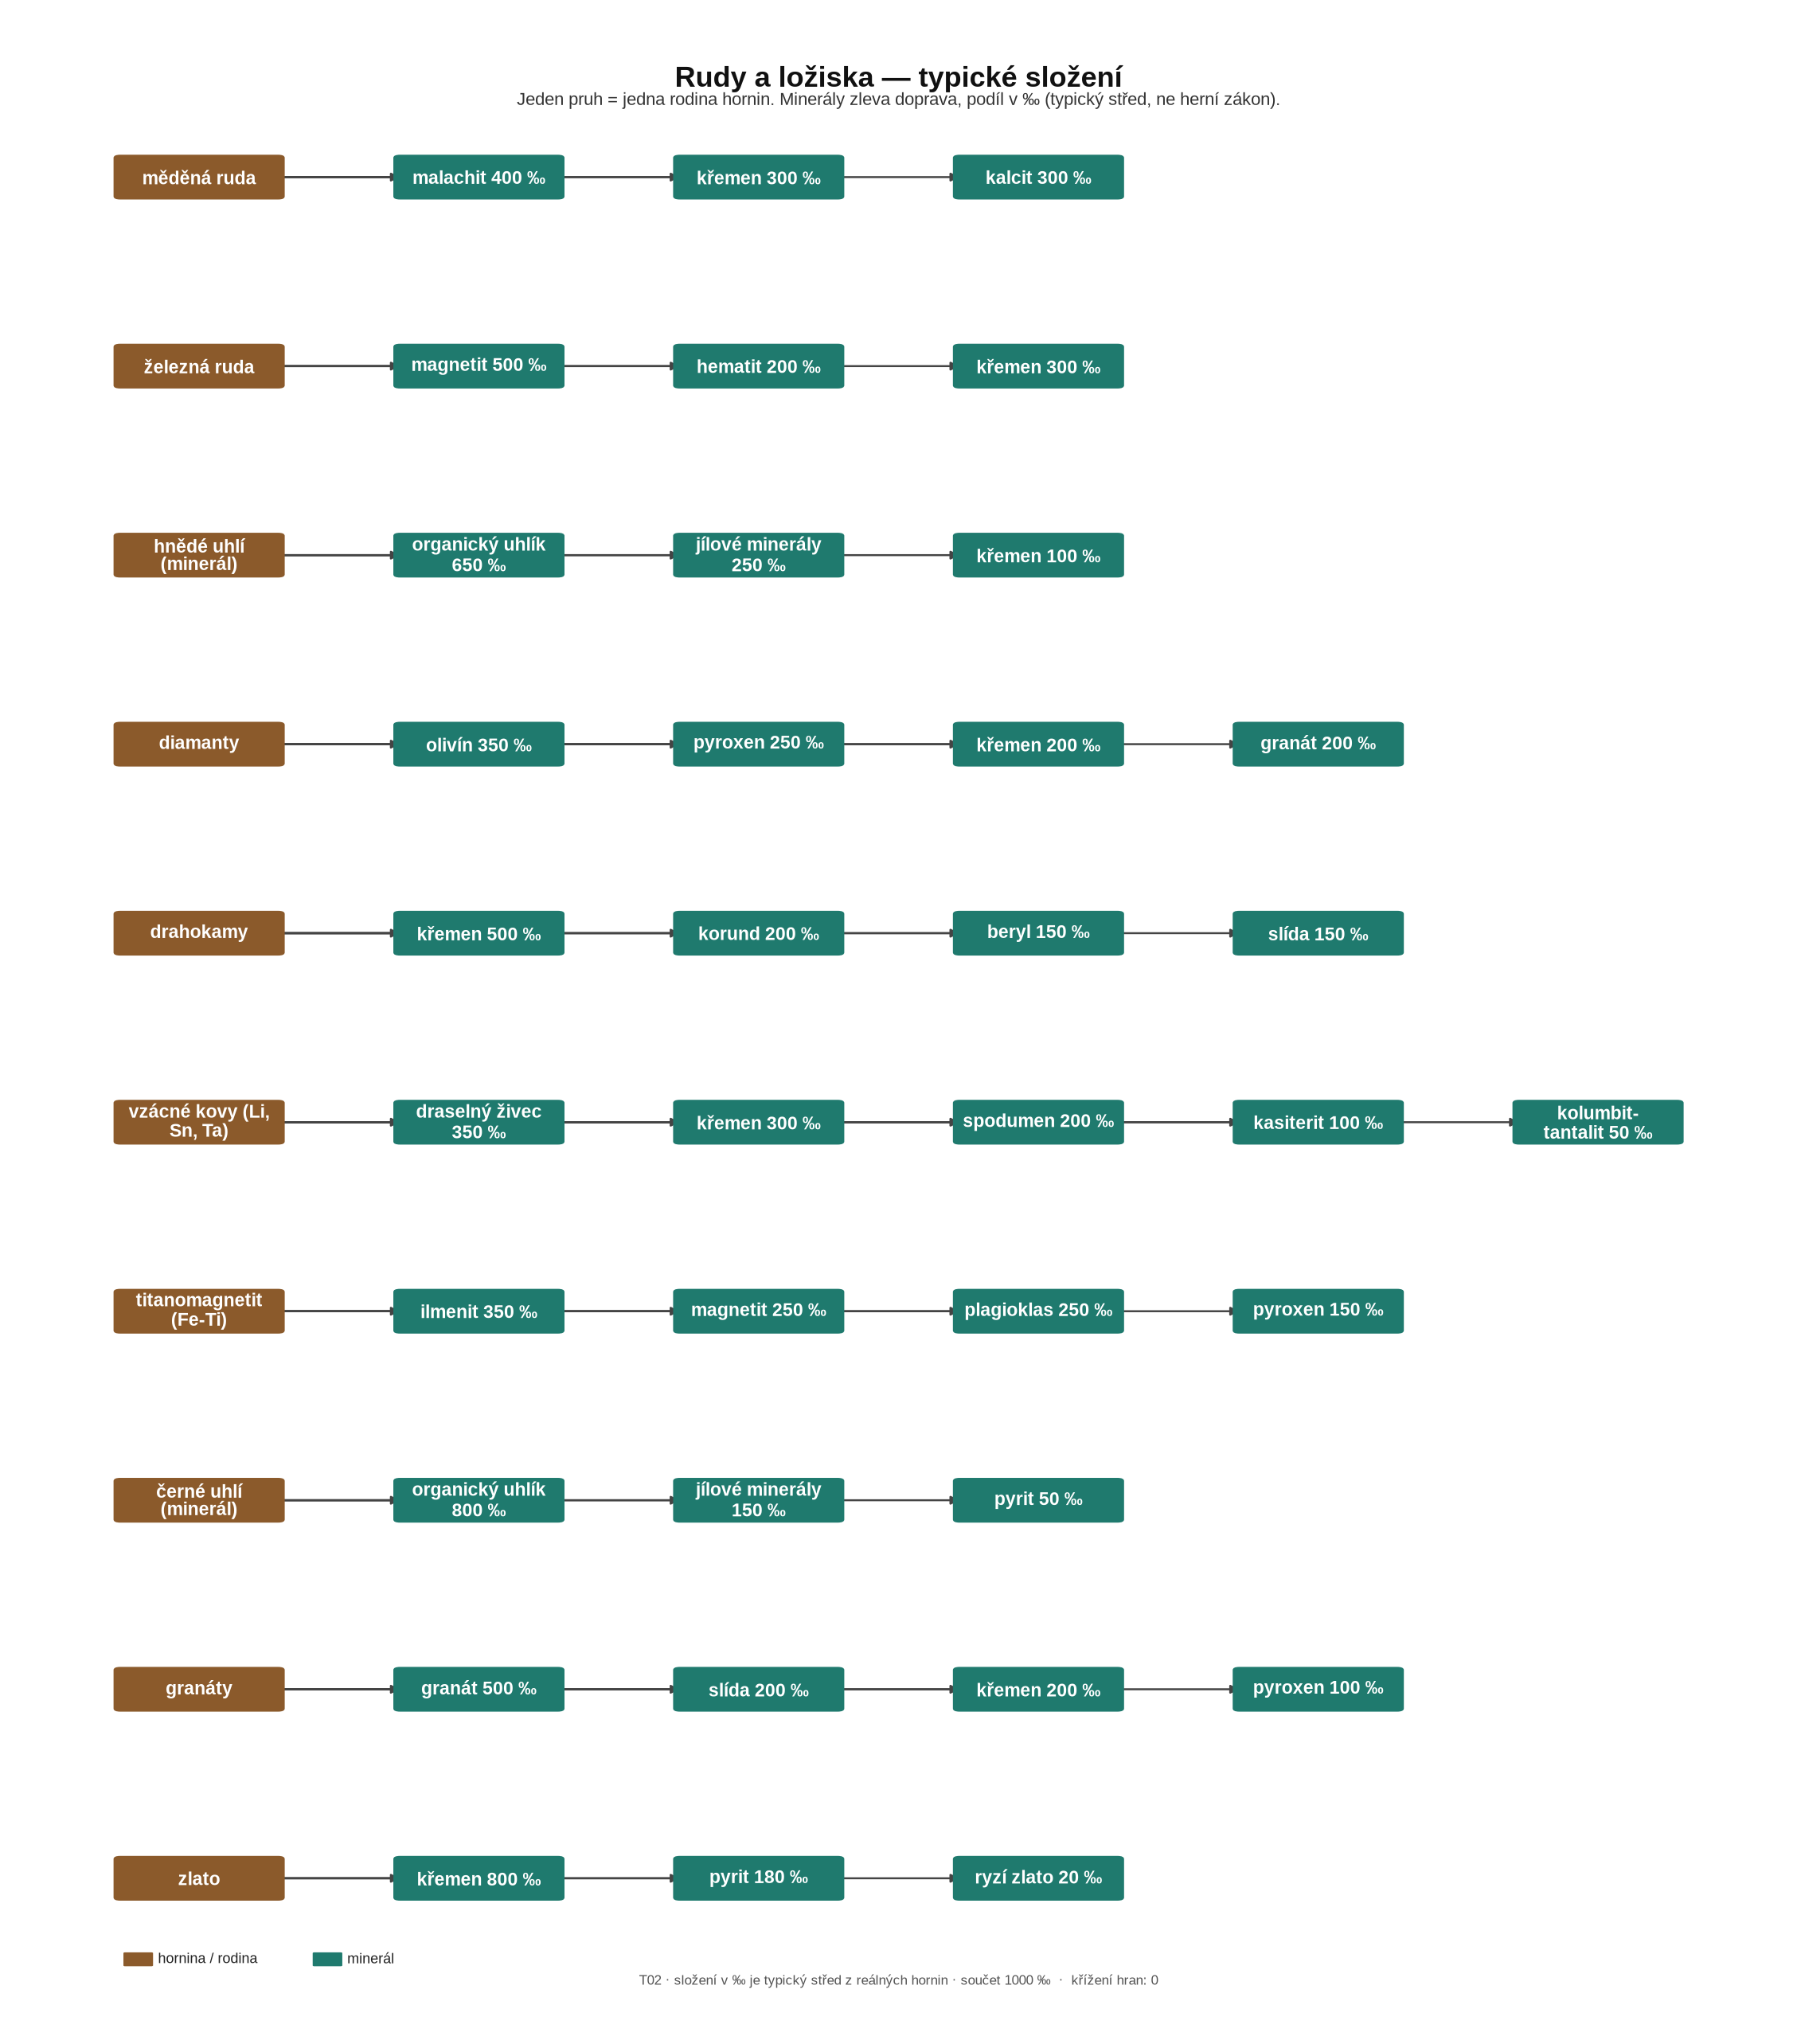 Rudy a ložiska — typické složení
Jeden pruh = jedna rodina hornin. Minerály zleva doprava, podíl v ‰ (typický střed, ne herní zákon).
měděná ruda
malachit 400 ‰
křemen 300 ‰
kalcit 300 ‰
železná ruda
magnetit 500 ‰
hematit 200 ‰
křemen 300 ‰
hnědé uhlí
(minerál)
organický uhlík
650 ‰
jílové minerály
250 ‰
křemen 100 ‰
diamanty
olivín 350 ‰
pyroxen 250 ‰
křemen 200 ‰
granát 200 ‰
drahokamy
křemen 500 ‰
korund 200 ‰
beryl 150 ‰
slída 150 ‰
vzácné kovy (Li,
Sn, Ta)
draselný živec
350 ‰
křemen 300 ‰
spodumen 200 ‰
kasiterit 100 ‰
kolumbit-
tantalit 50 ‰
titanomagnetit
(Fe-Ti)
ilmenit 350 ‰
magnetit 250 ‰
plagioklas 250 ‰
pyroxen 150 ‰
černé uhlí
(minerál)
organický uhlík
800 ‰
jílové minerály
150 ‰
pyrit 50 ‰
granáty
granát 500 ‰
slída 200 ‰
křemen 200 ‰
pyroxen 100 ‰
zlato
křemen 800 ‰
pyrit 180 ‰
ryzí zlato 20 ‰
hornina / rodina
minerál
T02 · složení v ‰ je typický střed z reálných hornin · součet 1000 ‰ · křížení hran: 0